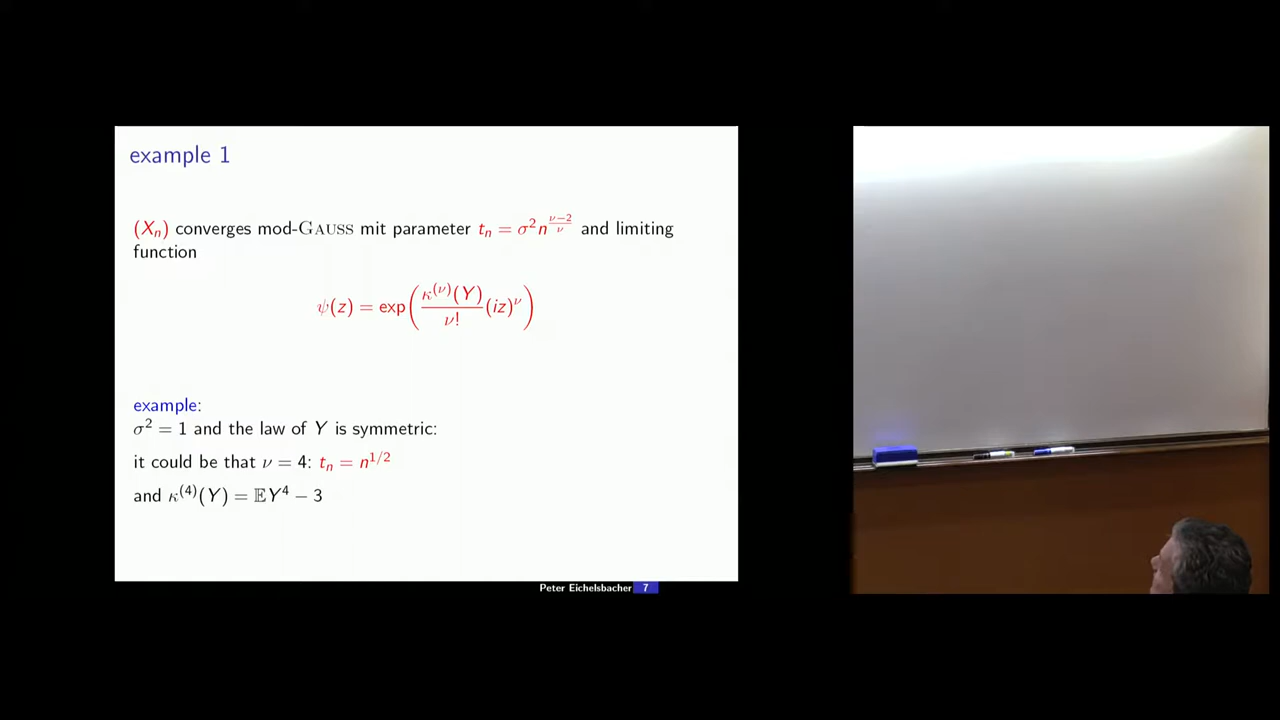 example 1
(Xₙ) converges mod-GAUSS mit parameter tₙ = σ²n^{(ν−2)/ν} and limiting
function
ψ(z) = exp(κ^{(ν)}(Y)/ν! (iz)^ν)
example:
σ² = 1 and the law of Y is symmetric:
it could be that ν = 4: tₙ = n^{1/2}
and κ^{(4)}(Y) = 𝔼Y⁴ − 3
Peter Eichelsbacher 7